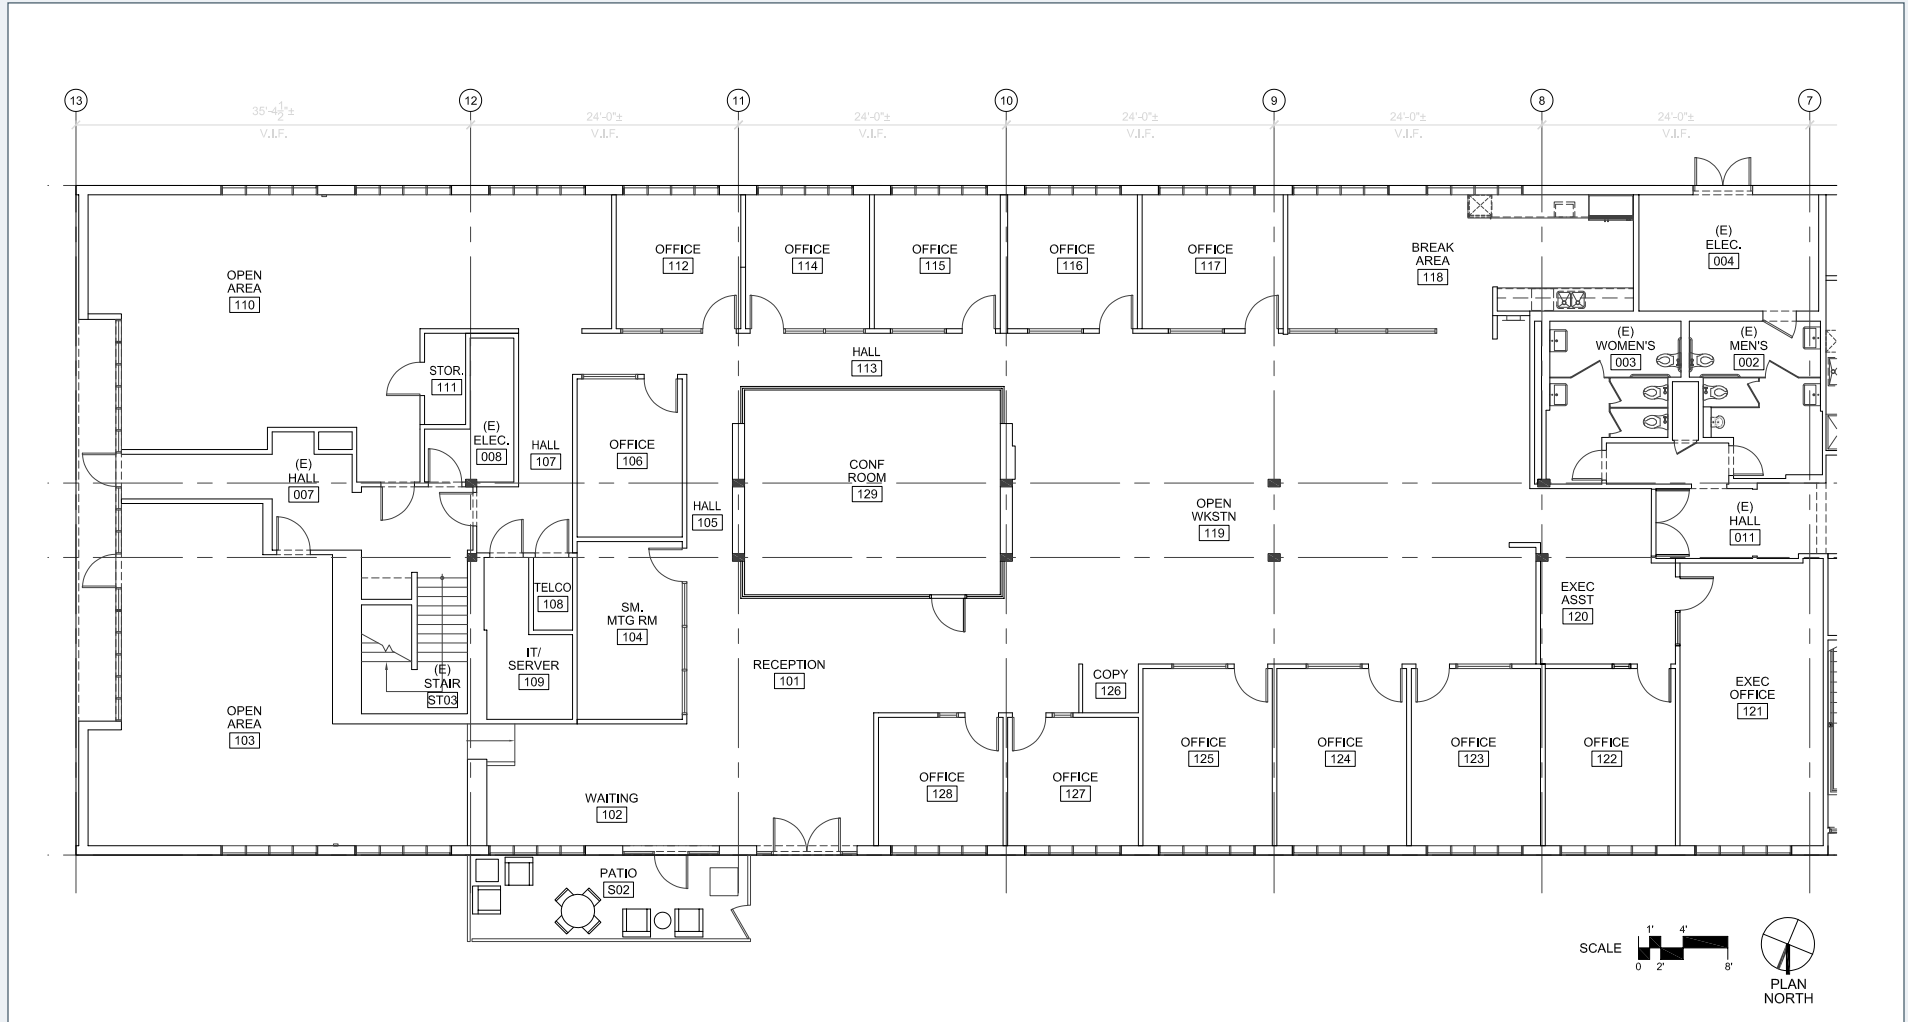 13
12
11
10
9
8
7
35'-4½"±
V.I.F.
24'-0"±
V.I.F.
24'-0"±
V.I.F.
24'-0"±
V.I.F.
24'-0"±
V.I.F.
24'-0"±
V.I.F.
OPEN
AREA
110
OFFICE
112
OFFICE
114
OFFICE
115
OFFICE
116
OFFICE
117
BREAK
AREA
118
(E)
ELEC.
004
(E)
WOMEN'S
003
(E)
MEN'S
002
HALL
113
STOR.
111
(E)
ELEC.
008
HALL
107
OFFICE
106
CONF
ROOM
129
(E)
HALL
007
HALL
105
OPEN
WKSTN
119
(E)
HALL
011
TELCO
108
SM.
MTG RM
104
EXEC
ASST
120
IT/
SERVER
109
RECEPTION
101
(E)
STAIR
ST03
COPY
126
EXEC
OFFICE
121
OPEN
AREA
103
OFFICE
125
OFFICE
124
OFFICE
123
OFFICE
122
OFFICE
128
OFFICE
127
WAITING
102
PATIO
S02
SCALE
1'
4'
0
2'
8'
PLAN
NORTH